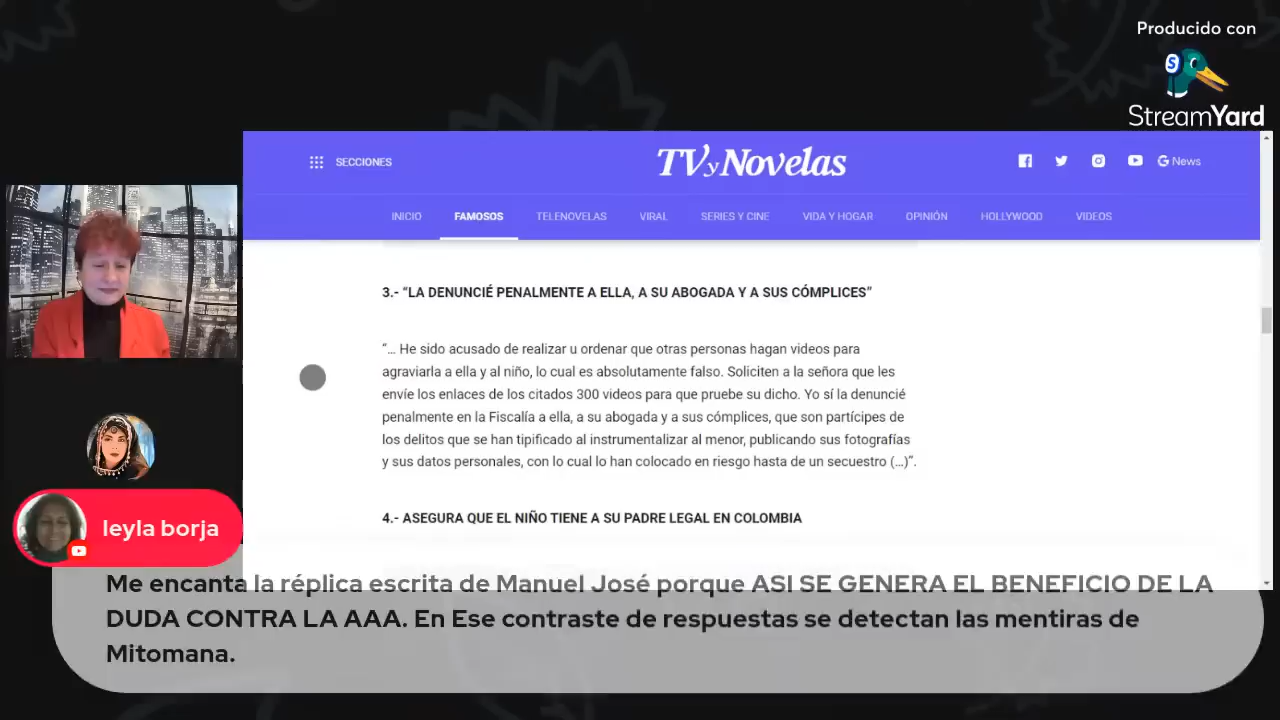 Producido con
S
StreamYard
SECCIONES
TVyNovelas
G News
INICIO FAMOSOS TELENOVELAS VIRAL SERIES Y CINE VIDA Y HOGAR OPINIÓN HOLLYWOOD VIDEOS
3.- “LA DENUNCIÉ PENALMENTE A ELLA, A SU ABOGADA Y A SUS CÓMPLICES”
“… He sido acusado de realizar u ordenar que otras personas hagan videos para
agraviarla a ella y al niño, lo cual es absolutamente falso. Soliciten a la señora que les
envíe los enlaces de los citados 300 videos para que pruebe su dicho. Yo sí la denuncié
penalmente en la Fiscalía a ella, a su abogada y a sus cómplices, que son partícipes de
los delitos que se han tipificado al instrumentalizar al menor, publicando sus fotografías
y sus datos personales, con lo cual lo han colocado en riesgo hasta de un secuestro (…)”.
4.- ASEGURA QUE EL NIÑO TIENE A SU PADRE LEGAL EN COLOMBIA
leyla borja
Me encanta la réplica escrita de Manuel José porque ASI SE GENERA EL BENEFICIO DE LA
DUDA CONTRA LA AAA. En Ese contraste de respuestas se detectan las mentiras de
Mitomana.